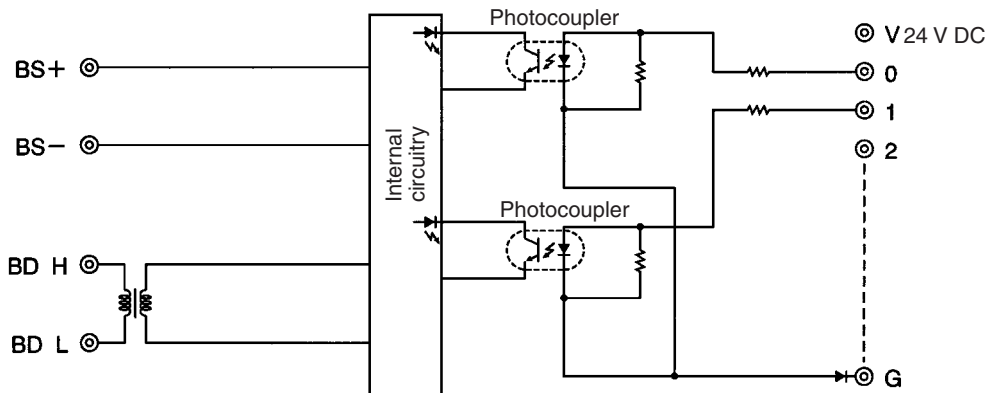 Photocoupler
V 24 V DC
BS+
0
1
BS−
2
Internal
circuitry
Photocoupler
BD H
BD L
G